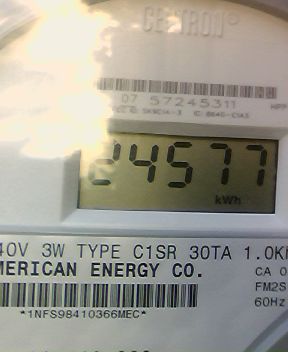 CENTRON®
07 57245311
24577
kWh
40V 3W TYPE C1SR 30TA 1.0K
MERICAN ENERGY CO.
CA 0
FM2S
60Hz
*1NFS98410366MEC*